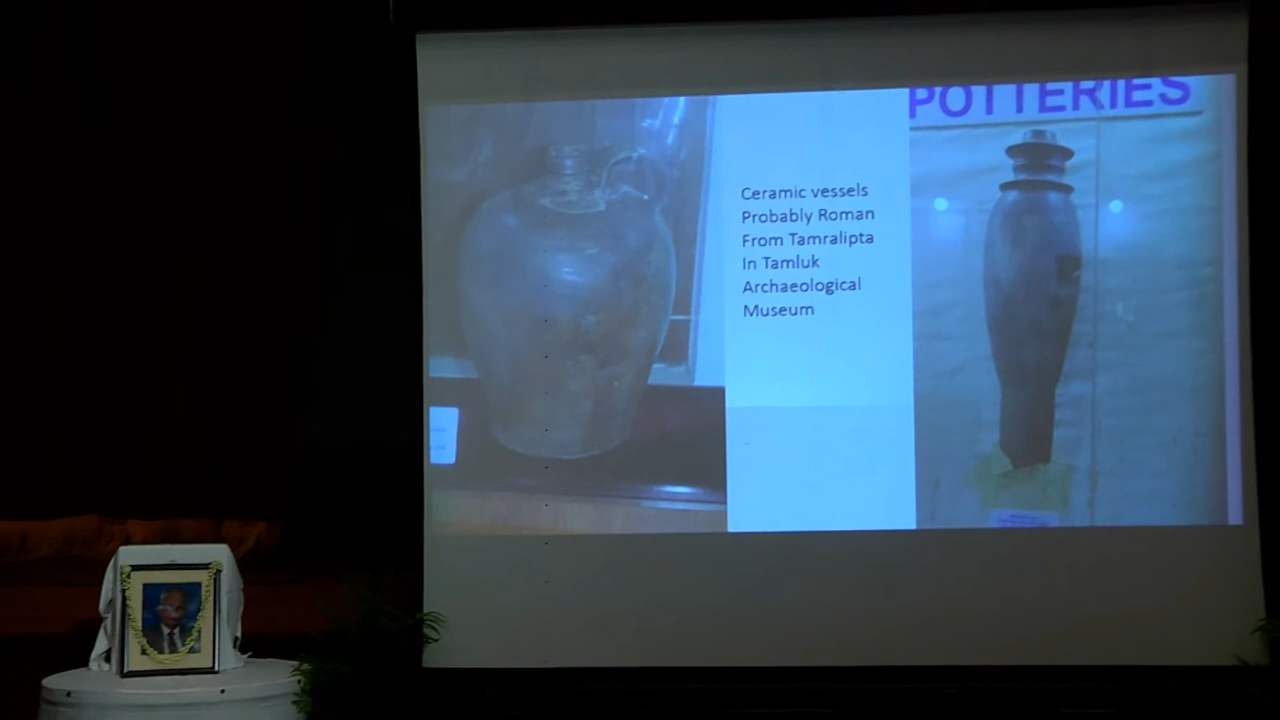 POTTERIES
Ceramic vessels
Probably Roman
From Tamralipta
In Tamluk
Archaeological
Museum